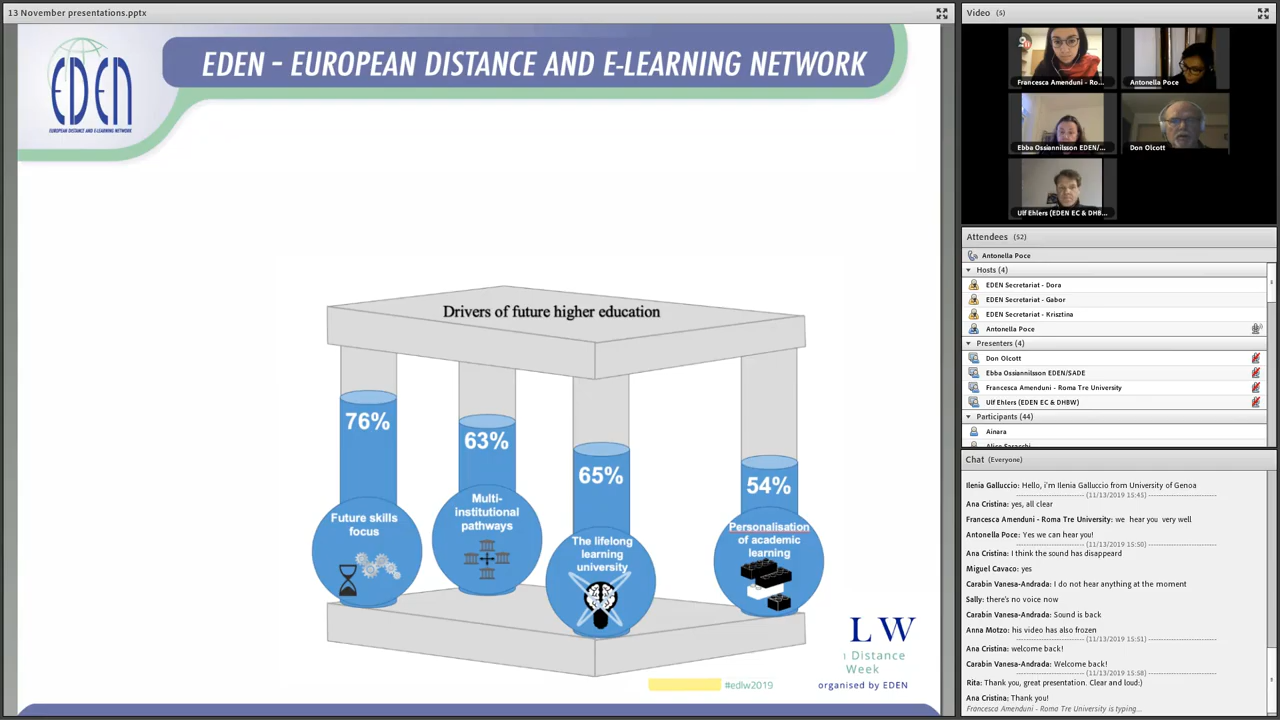 13 November presentations.pptx
EDEN
EUROPEAN DISTANCE AND E-LEARNING NETWORK
EDEN – EUROPEAN DISTANCE AND E-LEARNING NETWORK
Drivers of future higher education
76%
Future skills
focus
63%
Multi-
institutional
pathways
65%
The lifelong
learning
university
54%
Personalisation
of academic
learning
L W
Distance
Week
#edlw2019
organised by EDEN
Video (5)
Francesca Amenduni - Ro...
Antonella Poce
Ebba Ossiannilsson EDEN/...
Don Olcott
Ulf Ehlers (EDEN EC & DHB...
Attendees (52)
Antonella Poce
Hosts (4)
EDEN Secretariat - Dora
EDEN Secretariat - Gabor
EDEN Secretariat - Krisztina
Antonella Poce
Presenters (4)
Don Olcott
Ebba Ossiannilsson EDEN/SADE
Francesca Amenduni - Roma Tre University
Ulf Ehlers (EDEN EC & DHBW)
Participants (44)
Ainara
Chat (Everyone)
Ilenia Galluccio: Hello, i'm Ilenia Galluccio from University of Genoa
(11/13/2019 15:45)
Ana Cristina: yes, all clear
Francesca Amenduni - Roma Tre University: we hear you very well
Antonella Poce: Yes we can hear you!
(11/13/2019 15:50)
Ana Cristina: I think the sound has disappeard
Miguel Cavaco: yes
Carabin Vanesa-Andrada: I do not hear anything at the moment
Sally: there's no voice now
Carabin Vanesa-Andrada: Sound is back
Anna Motzo: his video has also frozen
(11/13/2019 15:51)
Ana Cristina: welcome back!
Carabin Vanesa-Andrada: Welcome back!
(11/13/2019 15:58)
Rita: Thank you, great presentation. Clear and loud:)
Ana Cristina: Thank you!
Francesca Amenduni - Roma Tre University is typing...